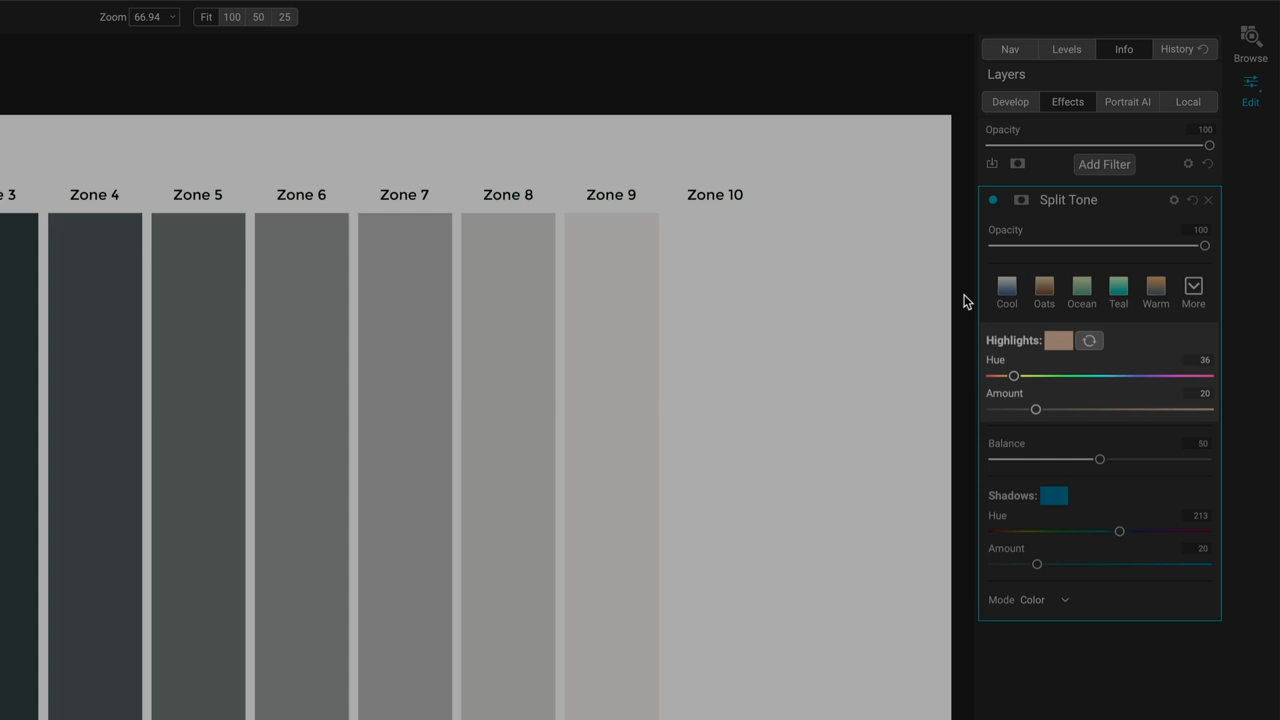 Zoom 66.94 Fit 100 50 25
Nav Levels Info History
Browse
Layers
Edit
Develop Effects Portrait AI Local
Opacity 100
Add Filter
Zone 4 Zone 5 Zone 6 Zone 7 Zone 8 Zone 9 Zone 10
Split Tone
Opacity 100
Cool Oats Ocean Teal Warm More
Highlights:
Hue 36
Amount 20
Balance 50
Shadows:
Hue 213
Amount 20
Mode Color